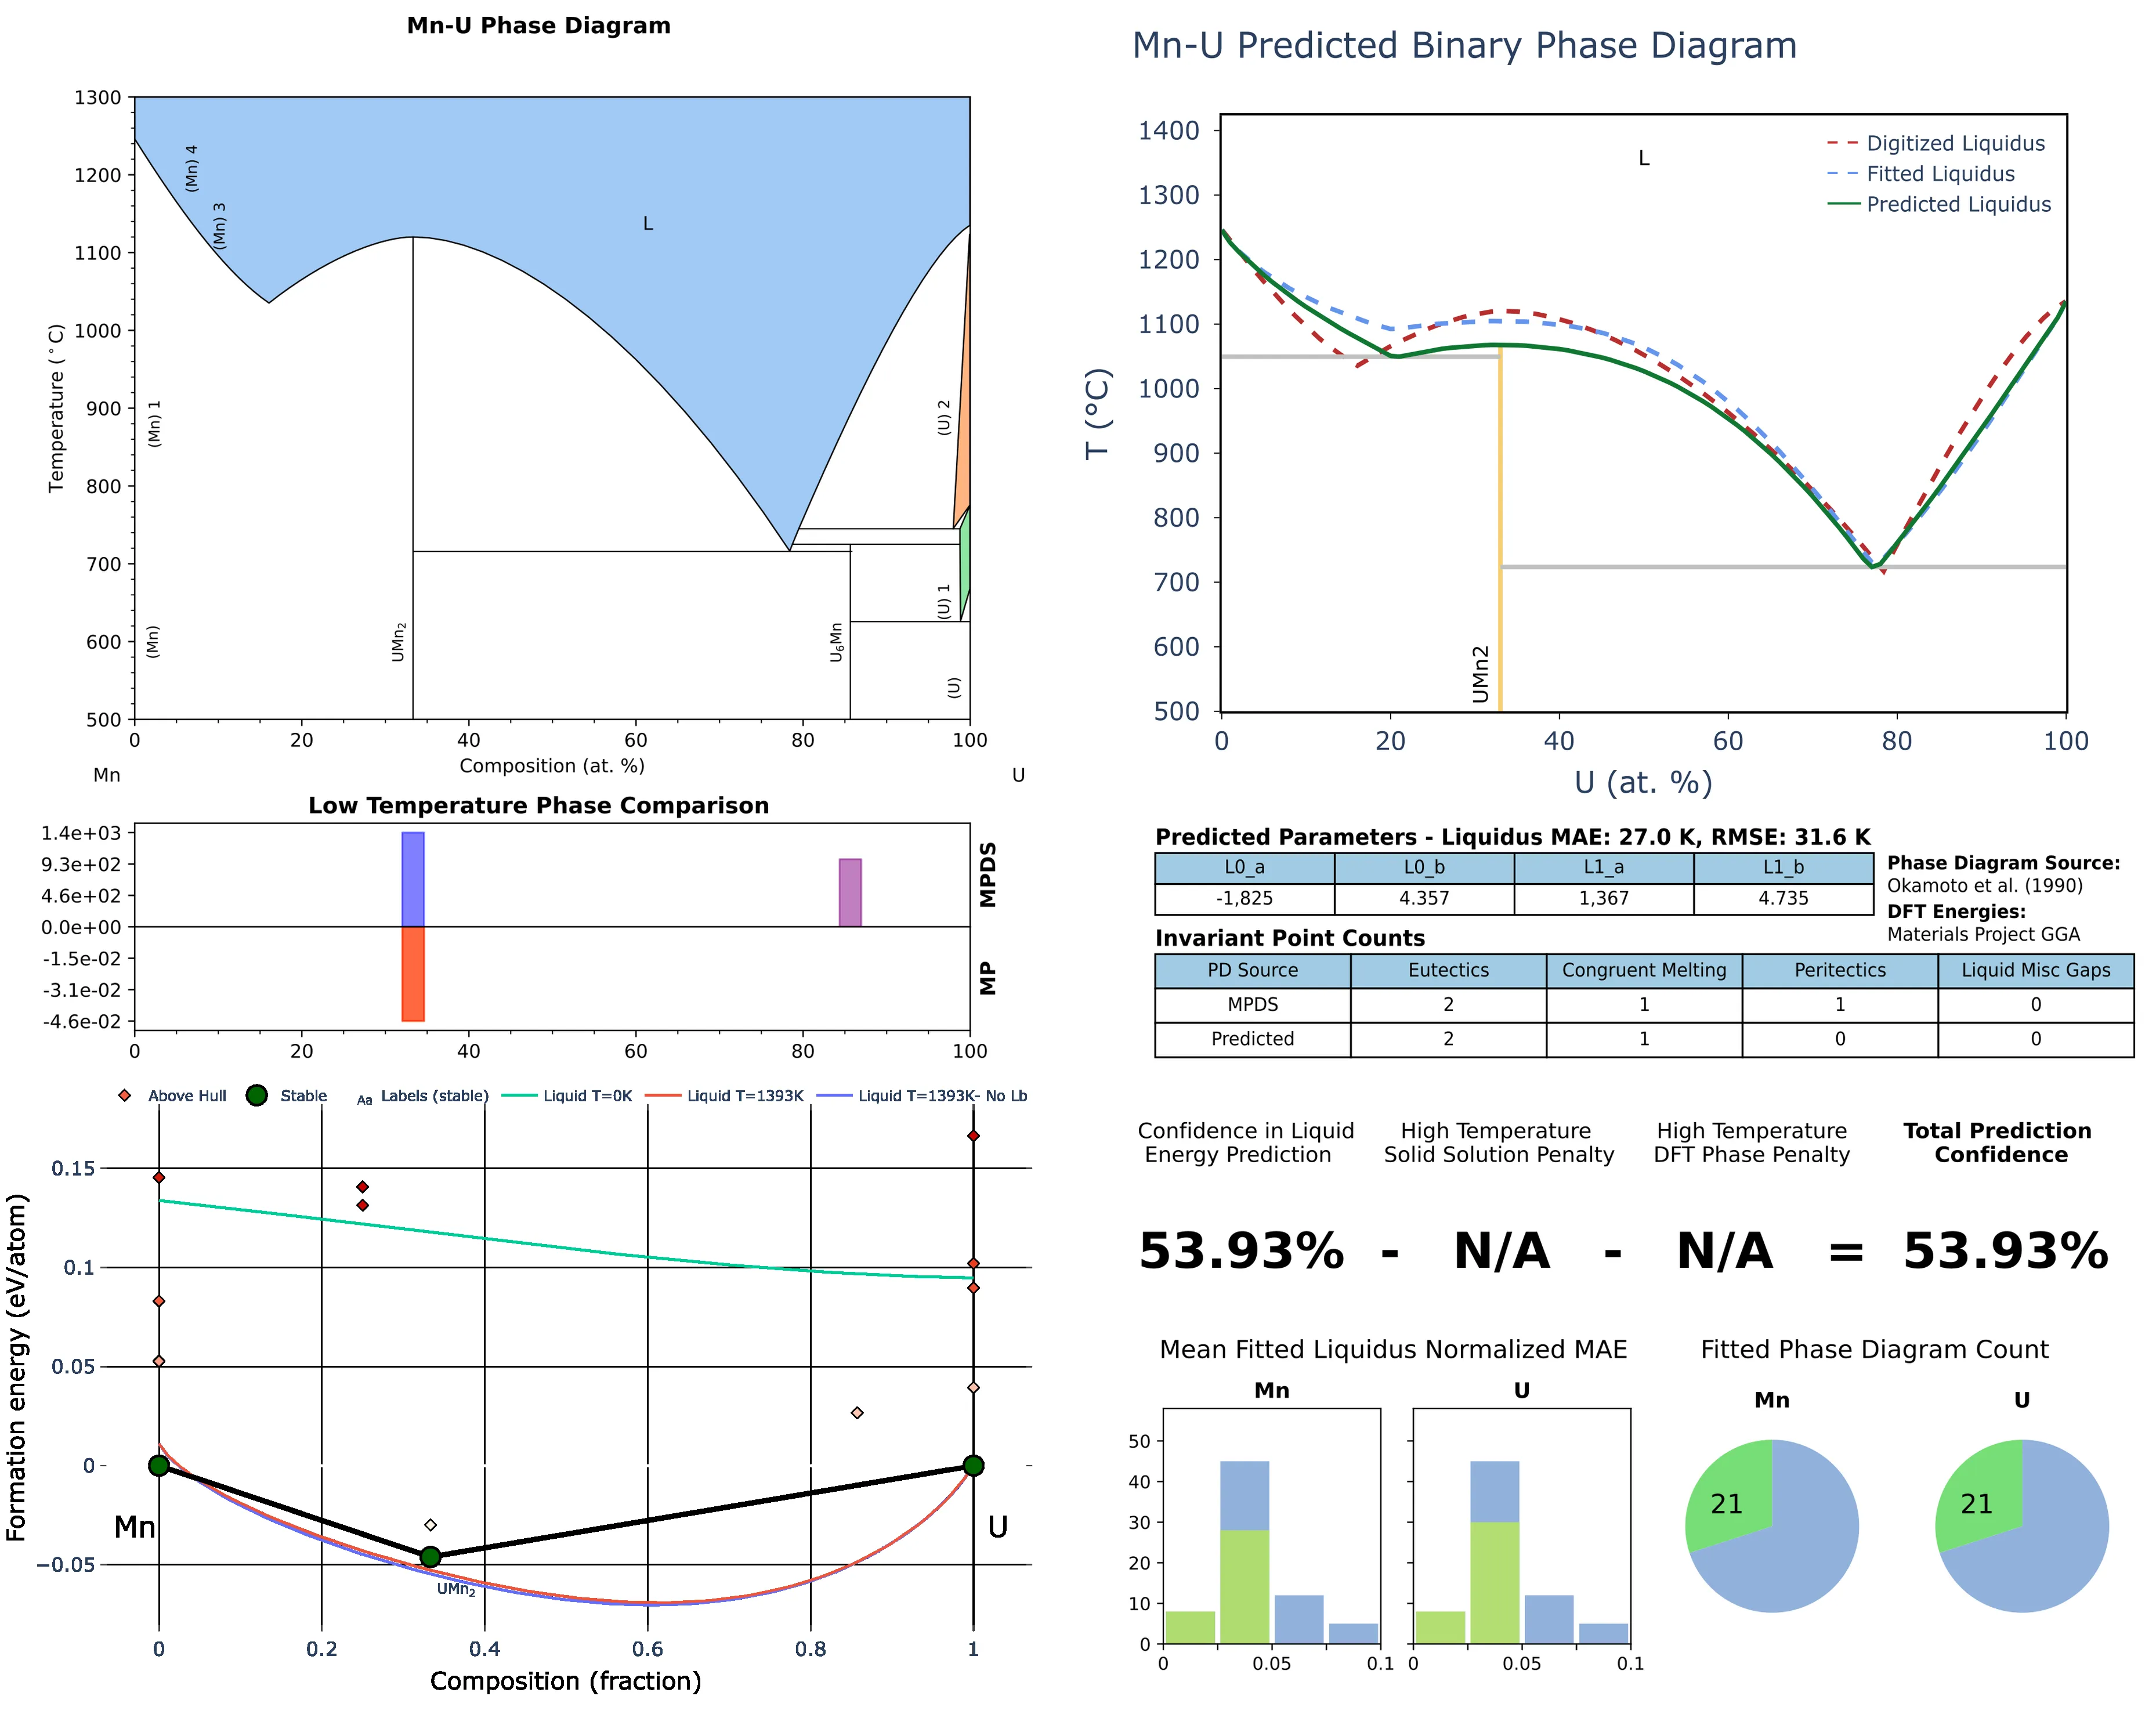 Mn-U Phase Diagram
1300
1200
1100
1000
900
800
700
600
500
Temperature (°C)
(Mn) 4
(Mn) 3
(Mn) 1
(Mn)
L
UMn2
U6Mn
(U) 2
(U) 1
(U)
0 20 40 60 80 100
Mn Composition (at. %) U
Low Temperature Phase Comparison
1.4e+03
9.3e+02
4.6e+02
0.0e+00
-1.5e-02
-3.1e-02
-4.6e-02
MPDS
MP
0 20 40 60 80 100
Above Hull Stable Aa Labels (stable) Liquid T=0K Liquid T=1393K Liquid T=1393K- No Lb
0.15
0.1
0.05
0
−0.05
Formation energy (eV/atom)
Mn U
UMn2
0 0.2 0.4 0.6 0.8 1
Composition (fraction)
Mn-U Predicted Binary Phase Diagram
1400
1300
1200
1100
1000
900
800
700
600
500
T (°C)
L
Digitized Liquidus
Fitted Liquidus
Predicted Liquidus
UMn2
0 20 40 60 80 100
U (at. %)
Predicted Parameters - Liquidus MAE: 27.0 K, RMSE: 31.6 K
L0_a L0_b L1_a L1_b
-1,825 4.357 1,367 4.735
Phase Diagram Source:
Okamoto et al. (1990)
DFT Energies:
Materials Project GGA
Invariant Point Counts
PD Source Eutectics Congruent Melting Peritectics Liquid Misc Gaps
MPDS 2 1 1 0
Predicted 2 1 0 0
Confidence in Liquid
Energy Prediction
High Temperature
Solid Solution Penalty
High Temperature
DFT Phase Penalty
Total Prediction
Confidence
53.93% - N/A - N/A = 53.93%
Mean Fitted Liquidus Normalized MAE
Mn U
50
40
30
20
10
0
0 0.05 0.1
0 0.05 0.1
Fitted Phase Diagram Count
Mn U
21 21